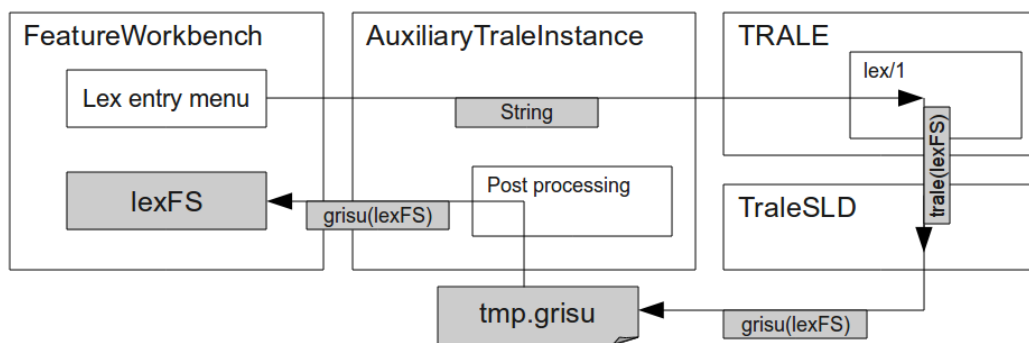 FeatureWorkbench
AuxiliaryTraleInstance
TRALE
Lex entry menu
String
lex/1
trale(lexFS)
lexFS
grisu(lexFS)
Post processing
TraleSLD
tmp.grisu
grisu(lexFS)